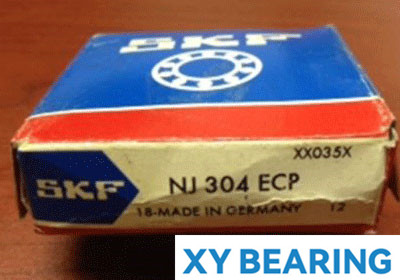 SKF
XX035X
SKF
NJ 304 ECP
18-MADE IN GERMANY 12
XY BEARING